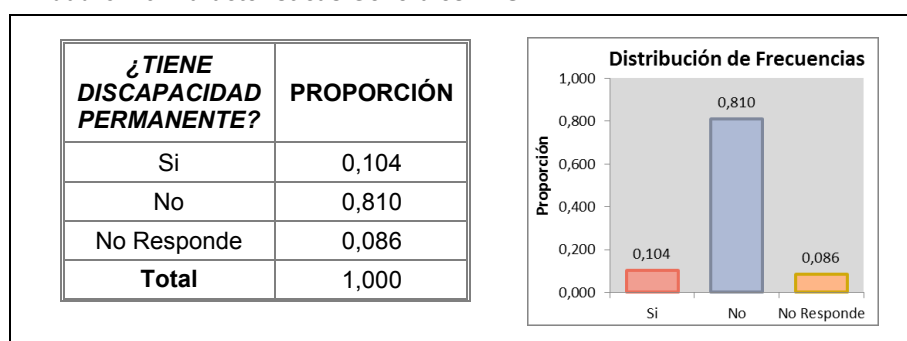 ¿TIENE
DISCAPACIDAD
PERMANENTE?
PROPORCIÓN
Si 0,104
No 0,810
No Responde 0,086
Total 1,000
Distribución de Frecuencias
Proporción
1,000
0,800
0,600
0,400
0,200
0,000
0,104
0,810
0,086
Si No No Responde